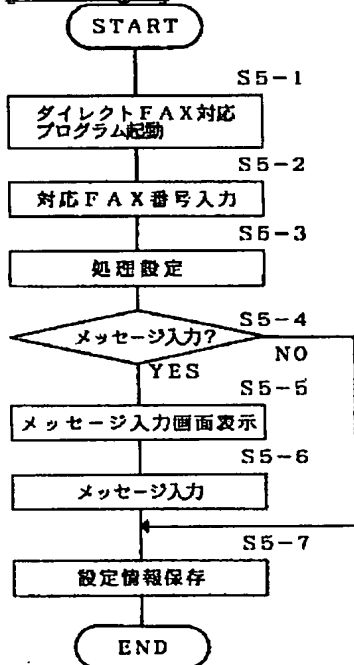 START
S5-1
ダイレクトFAX対応
プログラム起動
S5-2
対応FAX番号入力
S5-3
処理設定
S5-4
メッセージ入力?
NO
YES
S5-5
メッセージ入力画面表示
S5-6
メッセージ入力
S5-7
設定情報保存
END